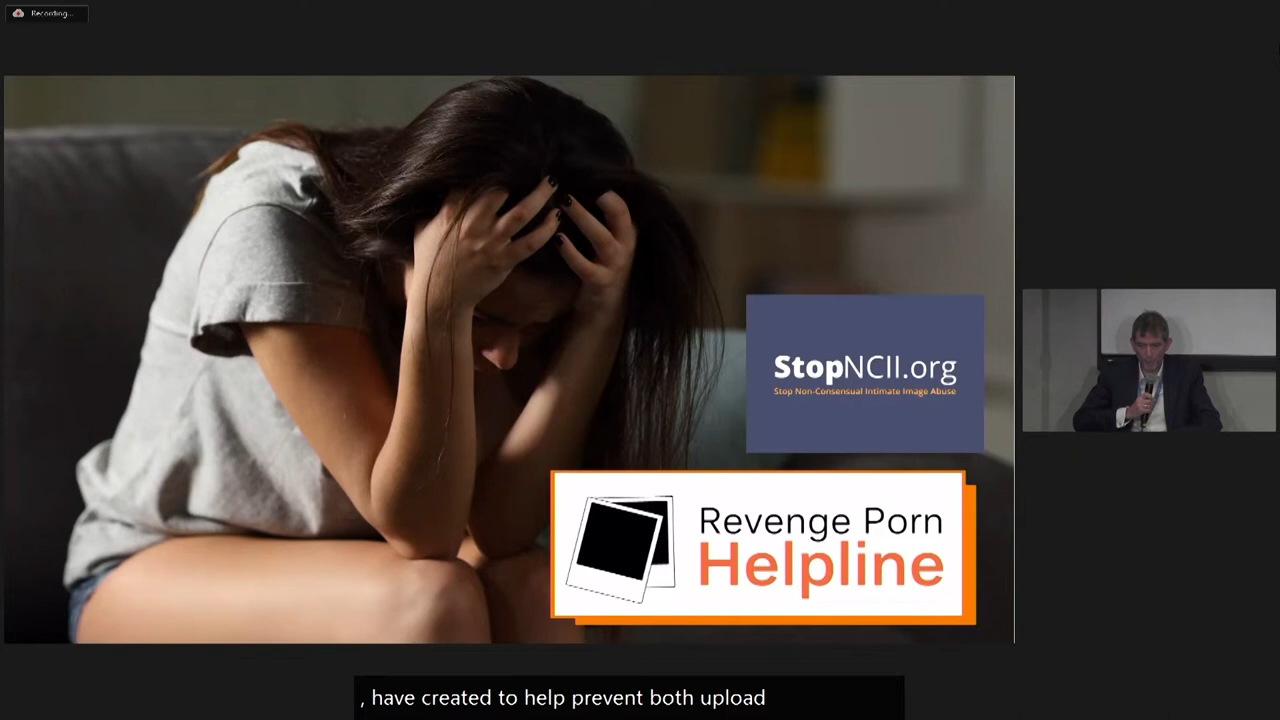 Recording...
StopNCII.org
Stop Non-Consensual Intimate Image Abuse
Revenge Porn
Helpline
, have created to help prevent both upload